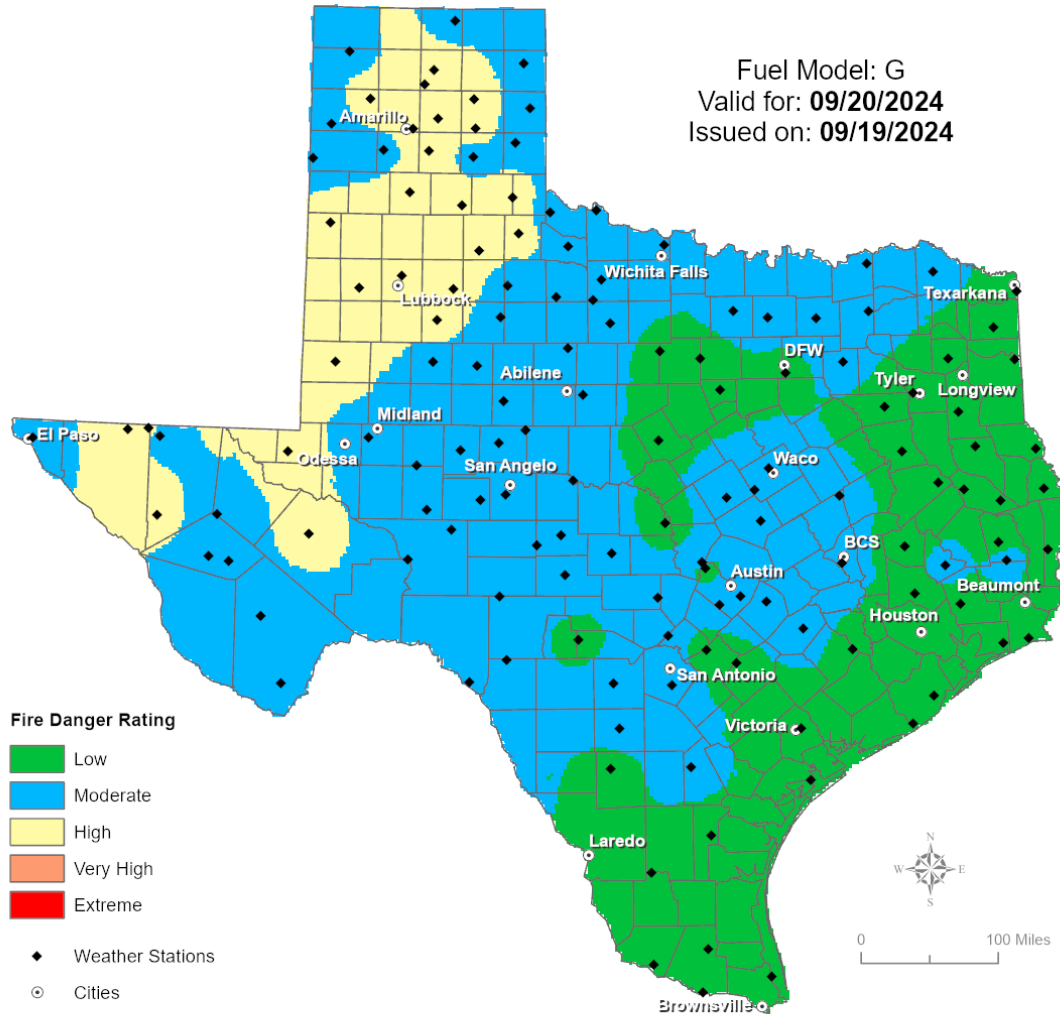 Fuel Model: G
Valid for: 09/20/2024
Issued on: 09/19/2024
Amarillo
Wichita Falls
Lubbock
Texarkana
DFW
Abilene
Tyler
Longview
Midland
El Paso
Odessa
Waco
San Angelo
BCS
Austin
Beaumont
Houston
San Antonio
Victoria
Laredo
Brownsville
Fire Danger Rating
Low
Moderate
High
Very High
Extreme
Weather Stations
Cities
N
W E
S
0 100 Miles